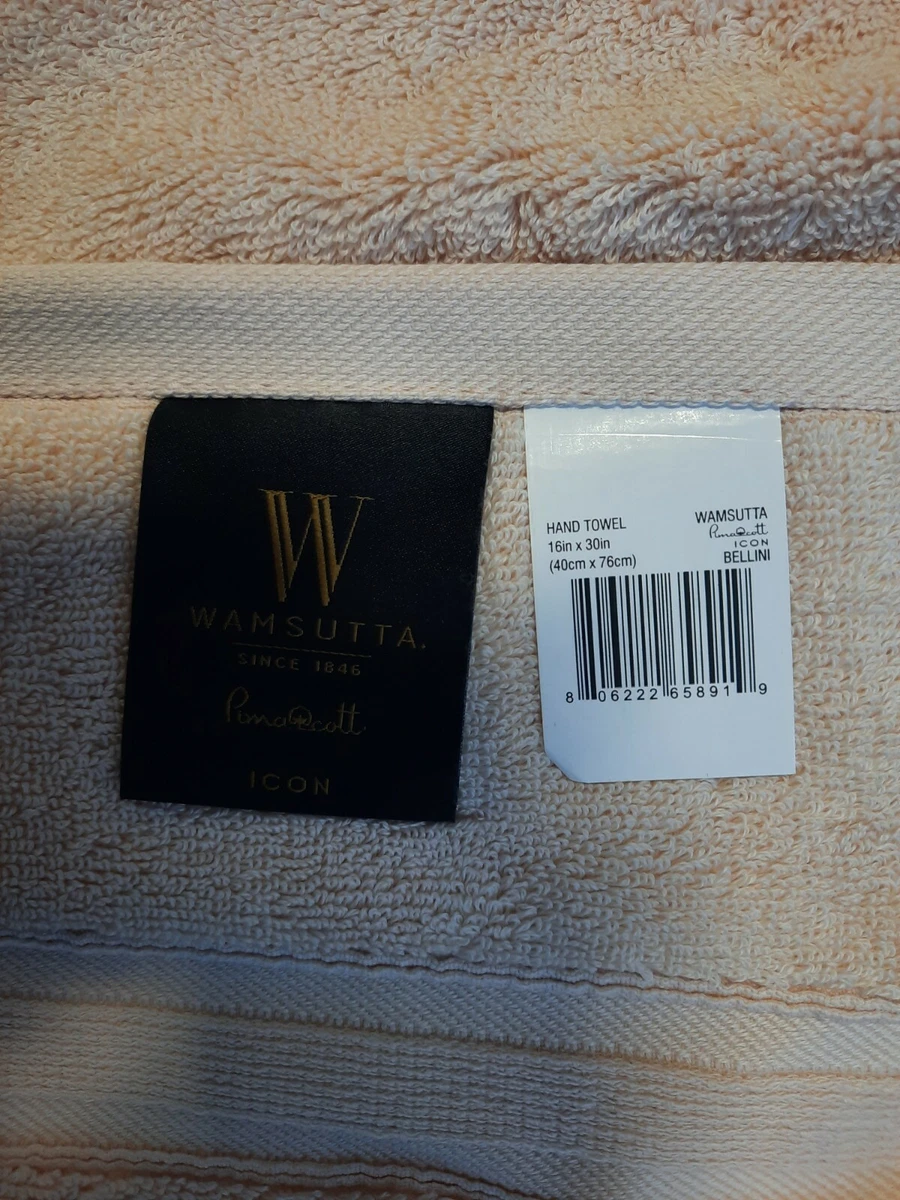 W
WAMSUTTA.
SINCE 1846
PimaCott
ICON
HAND TOWEL
16in x 30in
(40cm x 76cm)
WAMSUTTA
PimaCott
ICON
BELLINI
8 06222 65891 9